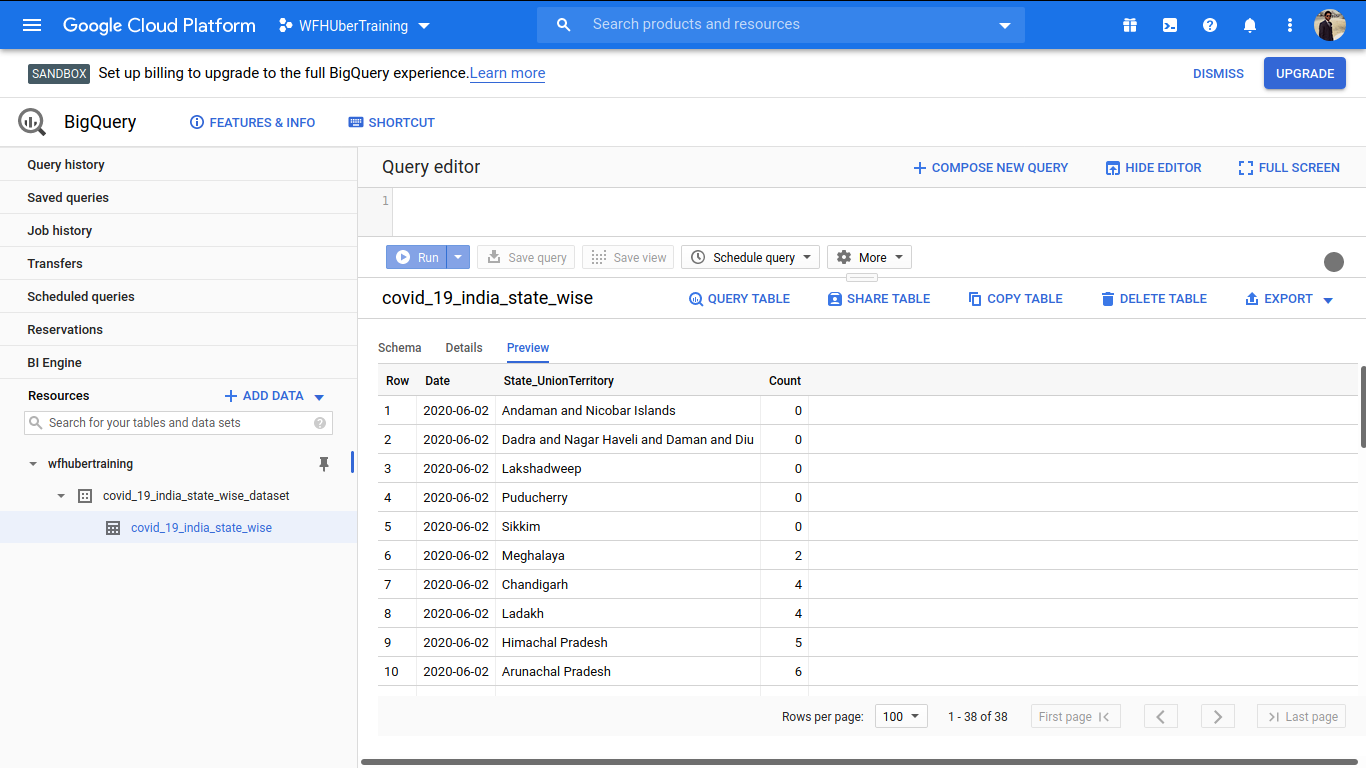 Google Cloud Platform WFHUberTraining Search products and resources
SANDBOX Set up billing to upgrade to the full BigQuery experience.Learn more DISMISS UPGRADE
BigQuery FEATURES & INFO SHORTCUT
Query history
Saved queries
Job history
Transfers
Scheduled queries
Reservations
BI Engine
Resources ADD DATA
Search for your tables and data sets
wfhubertraining
covid_19_india_state_wise_dataset
covid_19_india_state_wise
Query editor COMPOSE NEW QUERY HIDE EDITOR FULL SCREEN
1
Run Save query Save view Schedule query More
covid_19_india_state_wise QUERY TABLE SHARE TABLE COPY TABLE DELETE TABLE EXPORT
Schema Details Preview
Row Date State_UnionTerritory Count
1 2020-06-02 Andaman and Nicobar Islands 0
2 2020-06-02 Dadra and Nagar Haveli and Daman and Diu 0
3 2020-06-02 Lakshadweep 0
4 2020-06-02 Puducherry 0
5 2020-06-02 Sikkim 0
6 2020-06-02 Meghalaya 2
7 2020-06-02 Chandigarh 4
8 2020-06-02 Ladakh 4
9 2020-06-02 Himachal Pradesh 5
10 2020-06-02 Arunachal Pradesh 6
Rows per page: 100 1 - 38 of 38 First page Last page